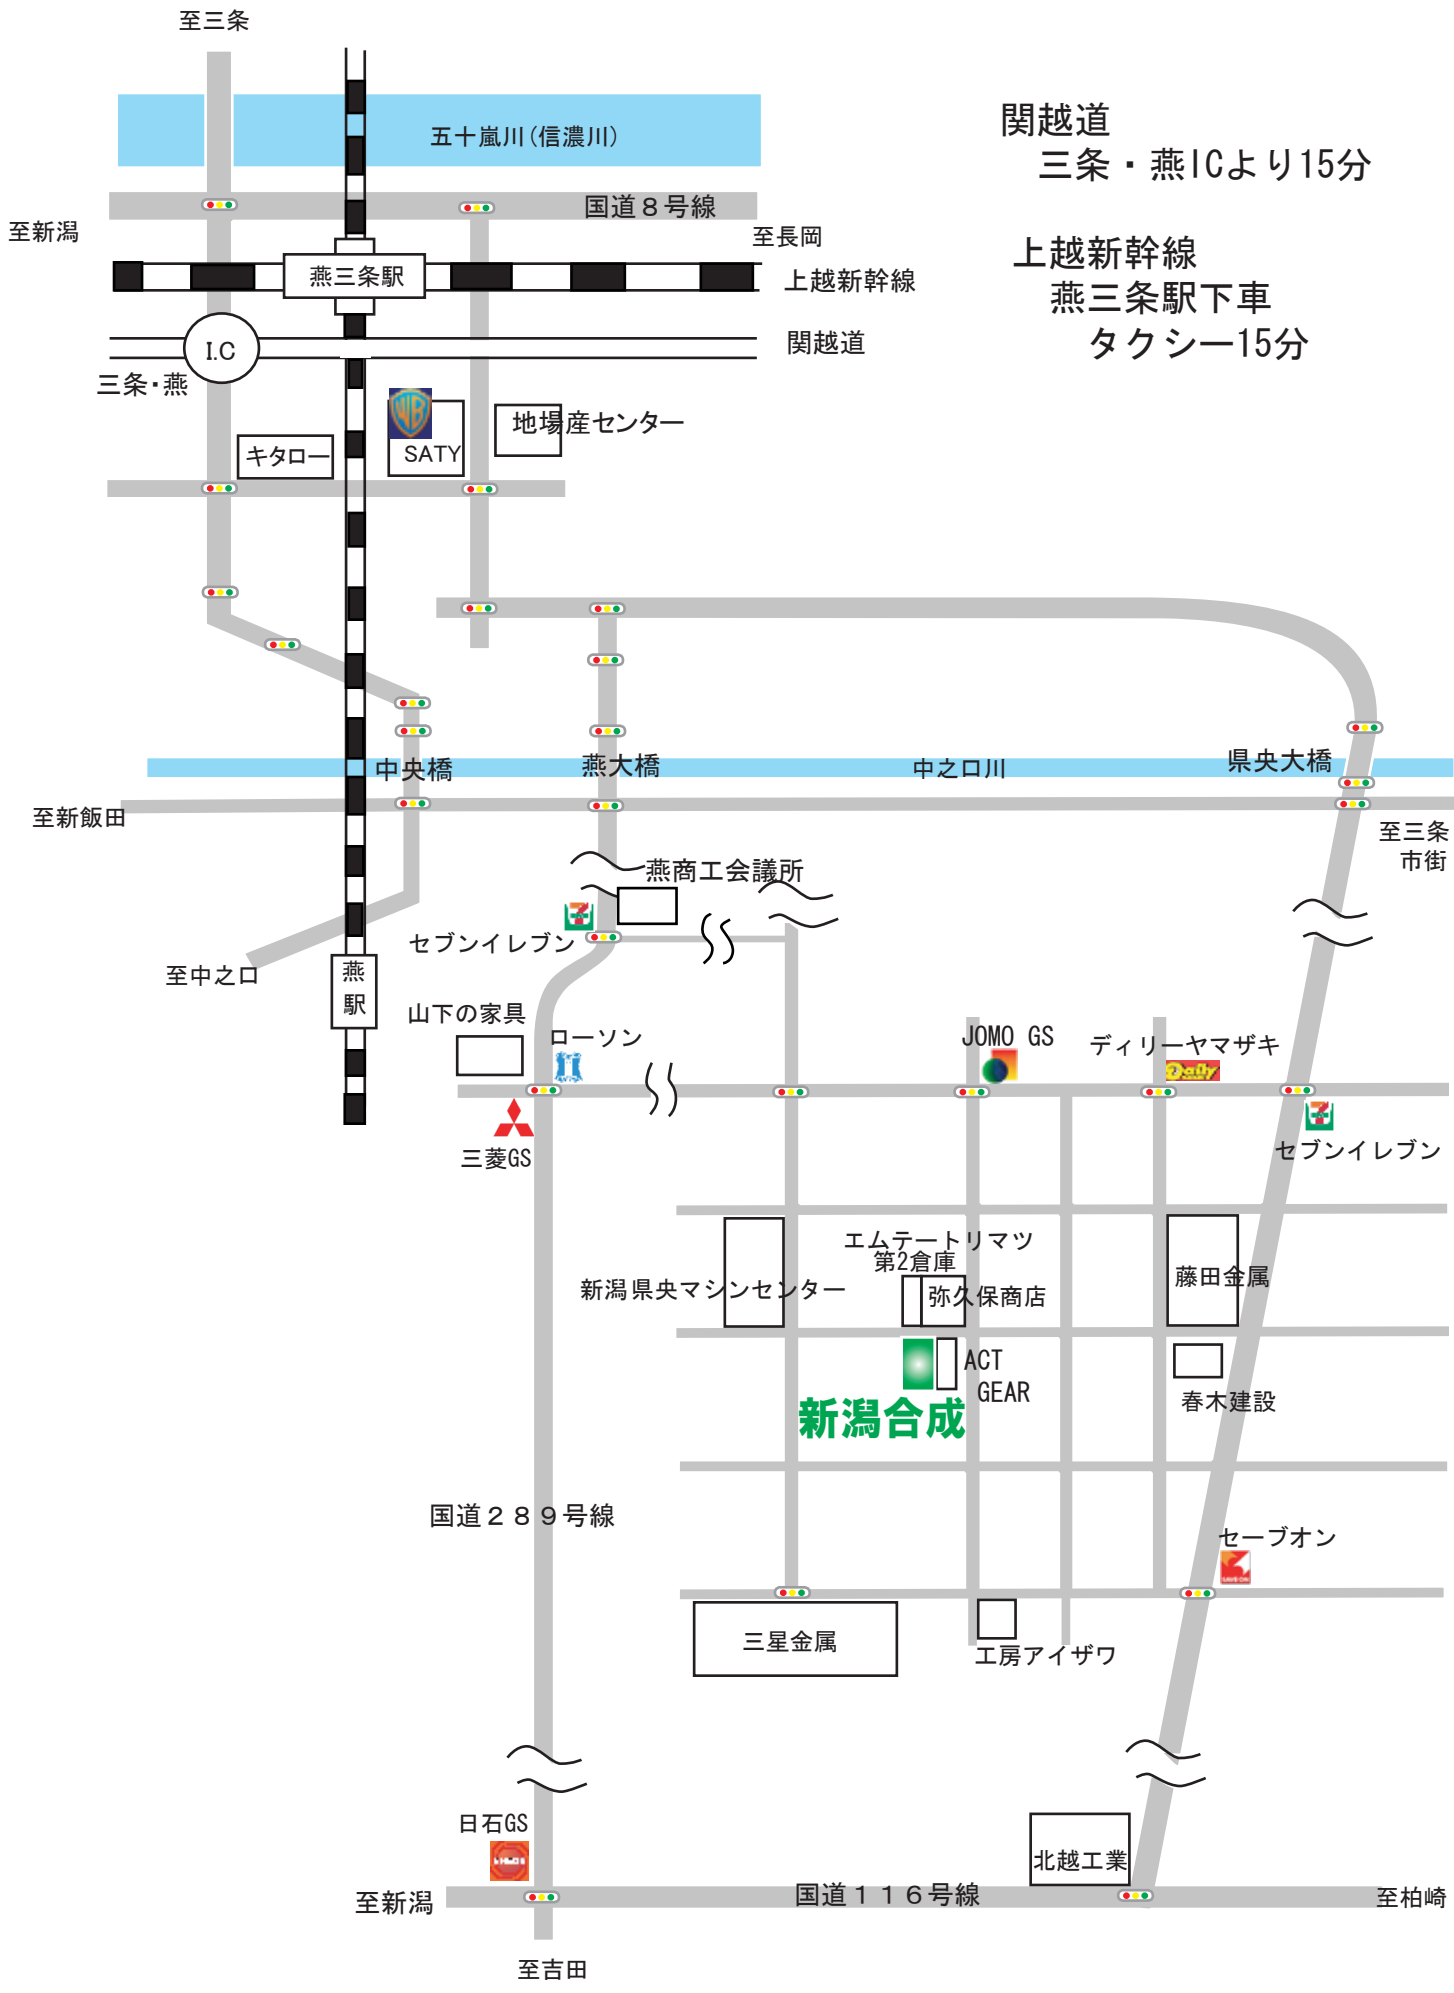 至三条
五十嵐川(信濃川)
関越道
三条・燕ICより15分
国道8号線
至新潟
至長岡
上越新幹線
燕三条駅下車
タクシー15分
燕三条駅
上越新幹線
I.C
関越道
三条・燕
WB
SATY
地場産センター
キタロー
中央橋
燕大橋
中之口川
県央大橋
至新飯田
至三条
市街
燕商工会議所
セブンイレブン
至中之口
燕
駅
山下の家具
ローソン
JOMO GS
ディリーヤマザキ
Daily
三菱GS
セブンイレブン
エムテートリマツ
第2倉庫
新潟県央マシンセンター
弥久保商店
藤田金属
ACT
GEAR
新潟合成
春木建設
国道289号線
セーブオン
SAVE ON
三星金属
工房アイザワ
日石GS
北越工業
至新潟
国道116号線
至柏崎
至吉田